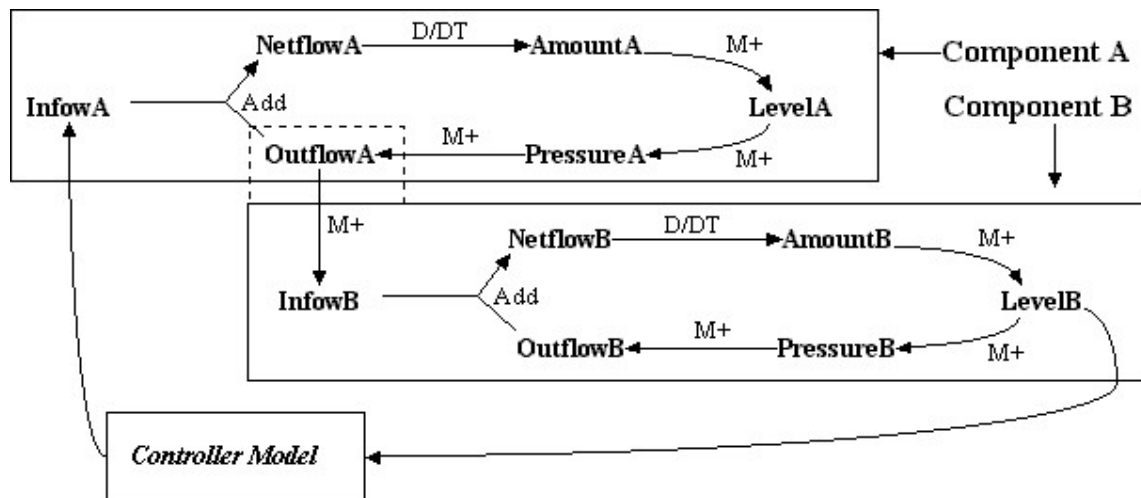 NetflowA D/DT AmountA M+
Component A
InfowA Add LevelA
Component B
OutflowA M+ PressureA M+
M+
NetflowB D/DT AmountB M+
InfowB Add LevelB
OutflowB M+ PressureB M+
Controller Model